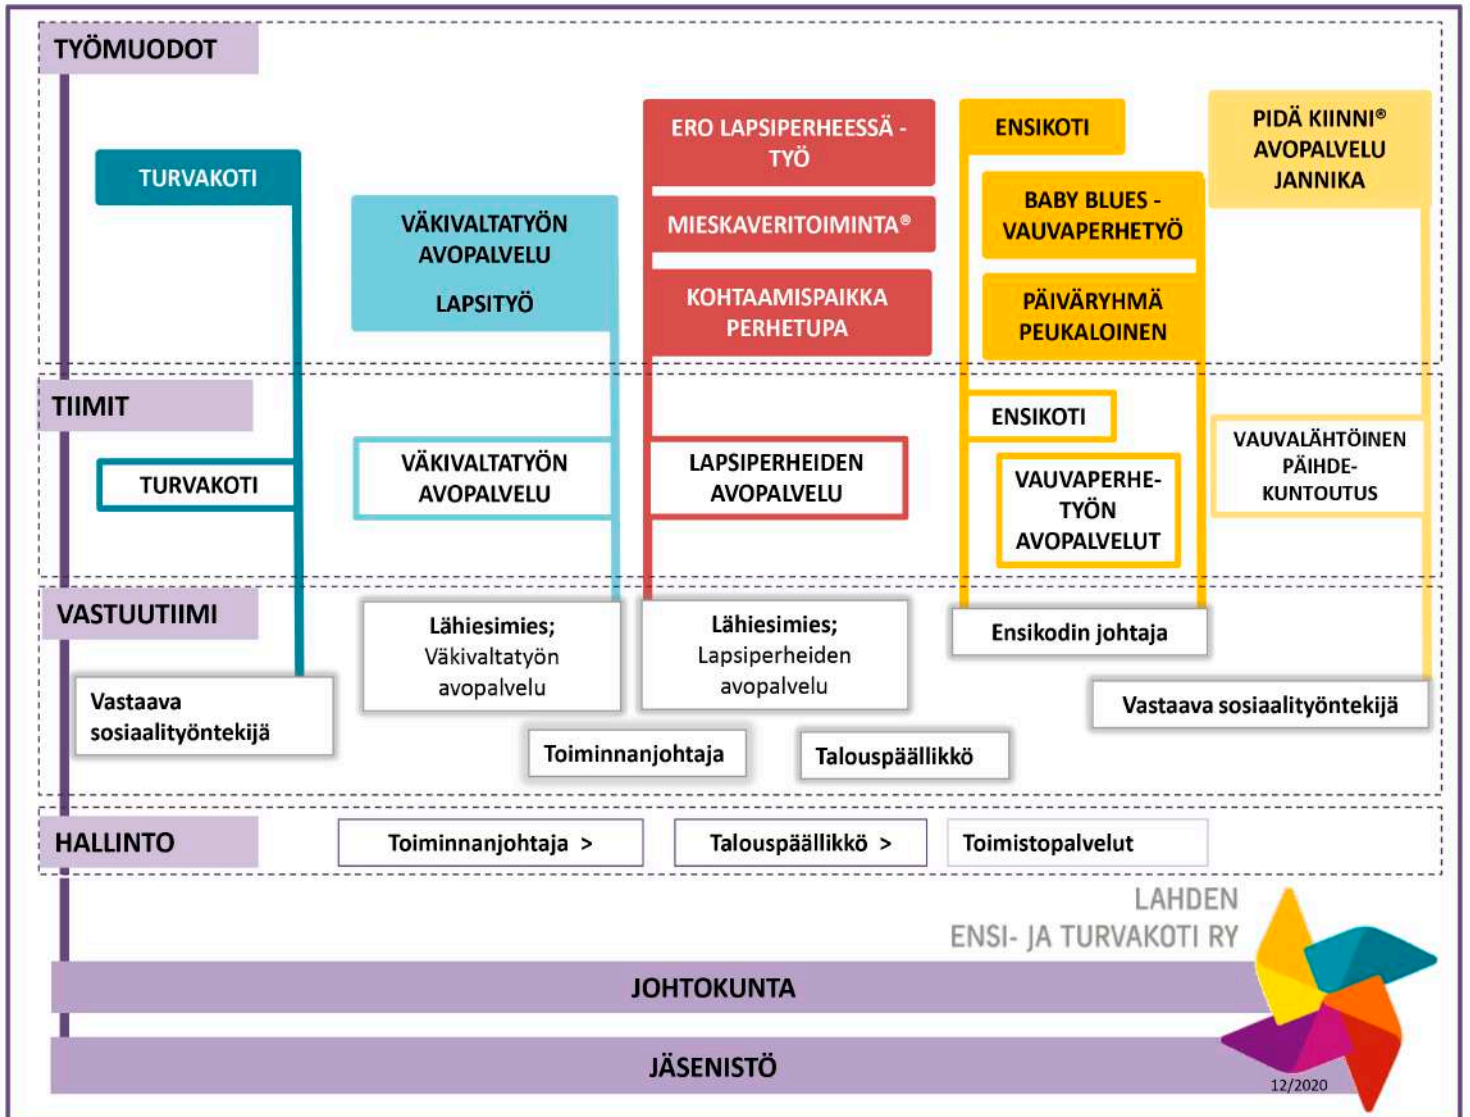 TYÖMUODOT
TURVAKOTI
VÄKIVALTATYÖN
AVOPALVELU
LAPSITYÖ
ERO LAPSIPERHEESSÄ -
TYÖ
MIESKAVERITOIMINTA®
KOHTAAMISPAIKKA
PERHETUPA
ENSIKOTI
BABY BLUES -
VAUVAPERHETYÖ
PÄIVÄRYHMÄ
PEUKALOINEN
PIDÄ KIINNI®
AVOPALVELU
JANNIKA
TIIMIT
TURVAKOTI
VÄKIVALTATYÖN
AVOPALVELU
LAPSIPERHEIDEN
AVOPALVELU
ENSIKOTI
VAUVAPERHE-
TYÖN
AVOPALVELUT
VAUVALÄHTÖINEN
PÄIHDE-
KUNTOUTUS
VASTUUTIIMI
Vastaava
sosiaalityöntekijä
Lähiesimies;
Väkivaltatyön
avopalvelu
Lähiesimies;
Lapsiperheiden
avopalvelu
Ensikodin johtaja
Vastaava sosiaalityöntekijä
Toiminnanjohtaja
Talouspäällikkö
HALLINTO
Toiminnanjohtaja >
Talouspäällikkö >
Toimistopalvelut
LAHDEN
ENSI- JA TURVAKOTI RY
JOHTOKUNTA
JÄSENISTÖ
12/2020